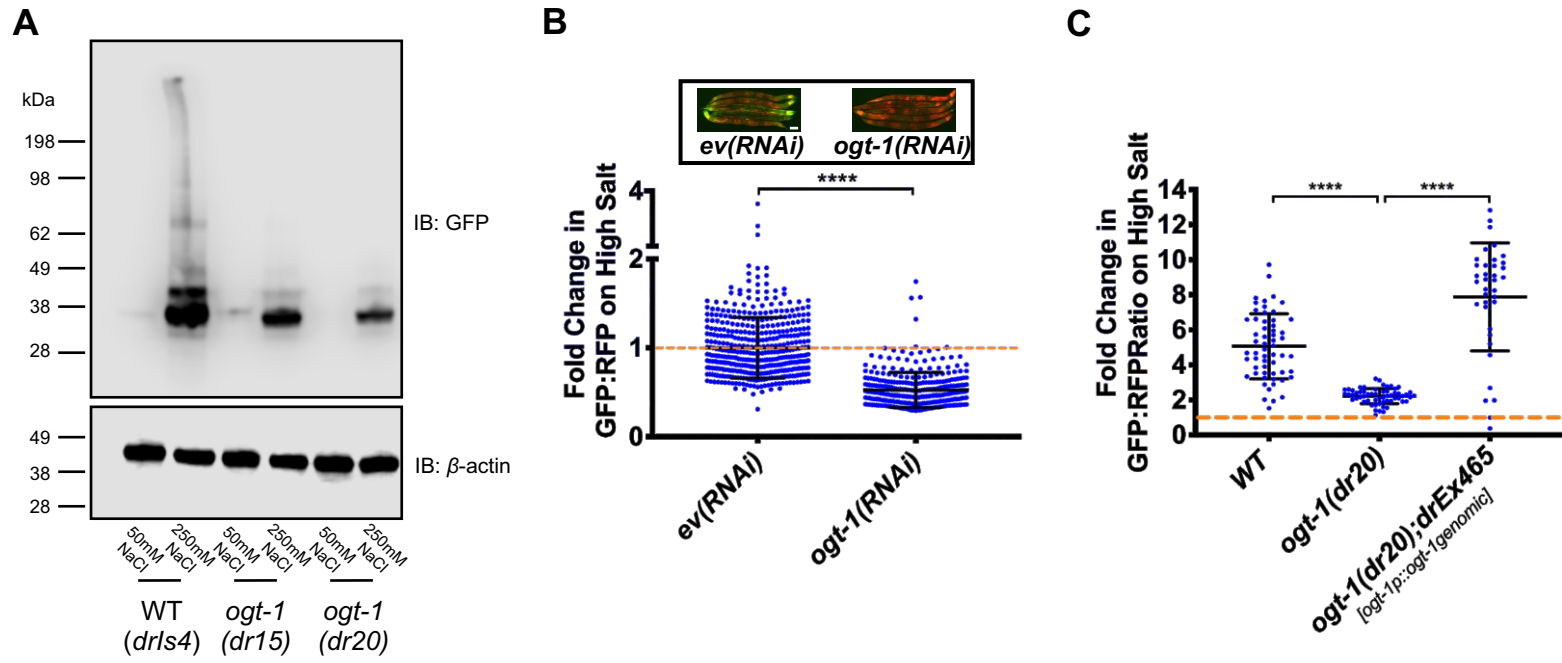 A
kDa
198
98
62
49
38
28
IB: GFP
49
38
28
IB: β-actin
50mM NaCl
250mM NaCl
50mM NaCl
250mM NaCl
50mM NaCl
250mM NaCl
WT (drIs4)
ogt-1 (dr15)
ogt-1 (dr20)
B
ev(RNAi)
ogt-1(RNAi)
****
Fold Change in
GFP:RFP on High Salt
4
2
1
0
ev(RNAi)
ogt-1(RNAi)
C
Fold Change in
GFP:RFPRatio on High Salt
14
12
10
8
6
4
2
0
****
****
WT
ogt-1(dr20)
ogt-1(dr20);drEx465
[ogt-1p::ogt-1genomic]